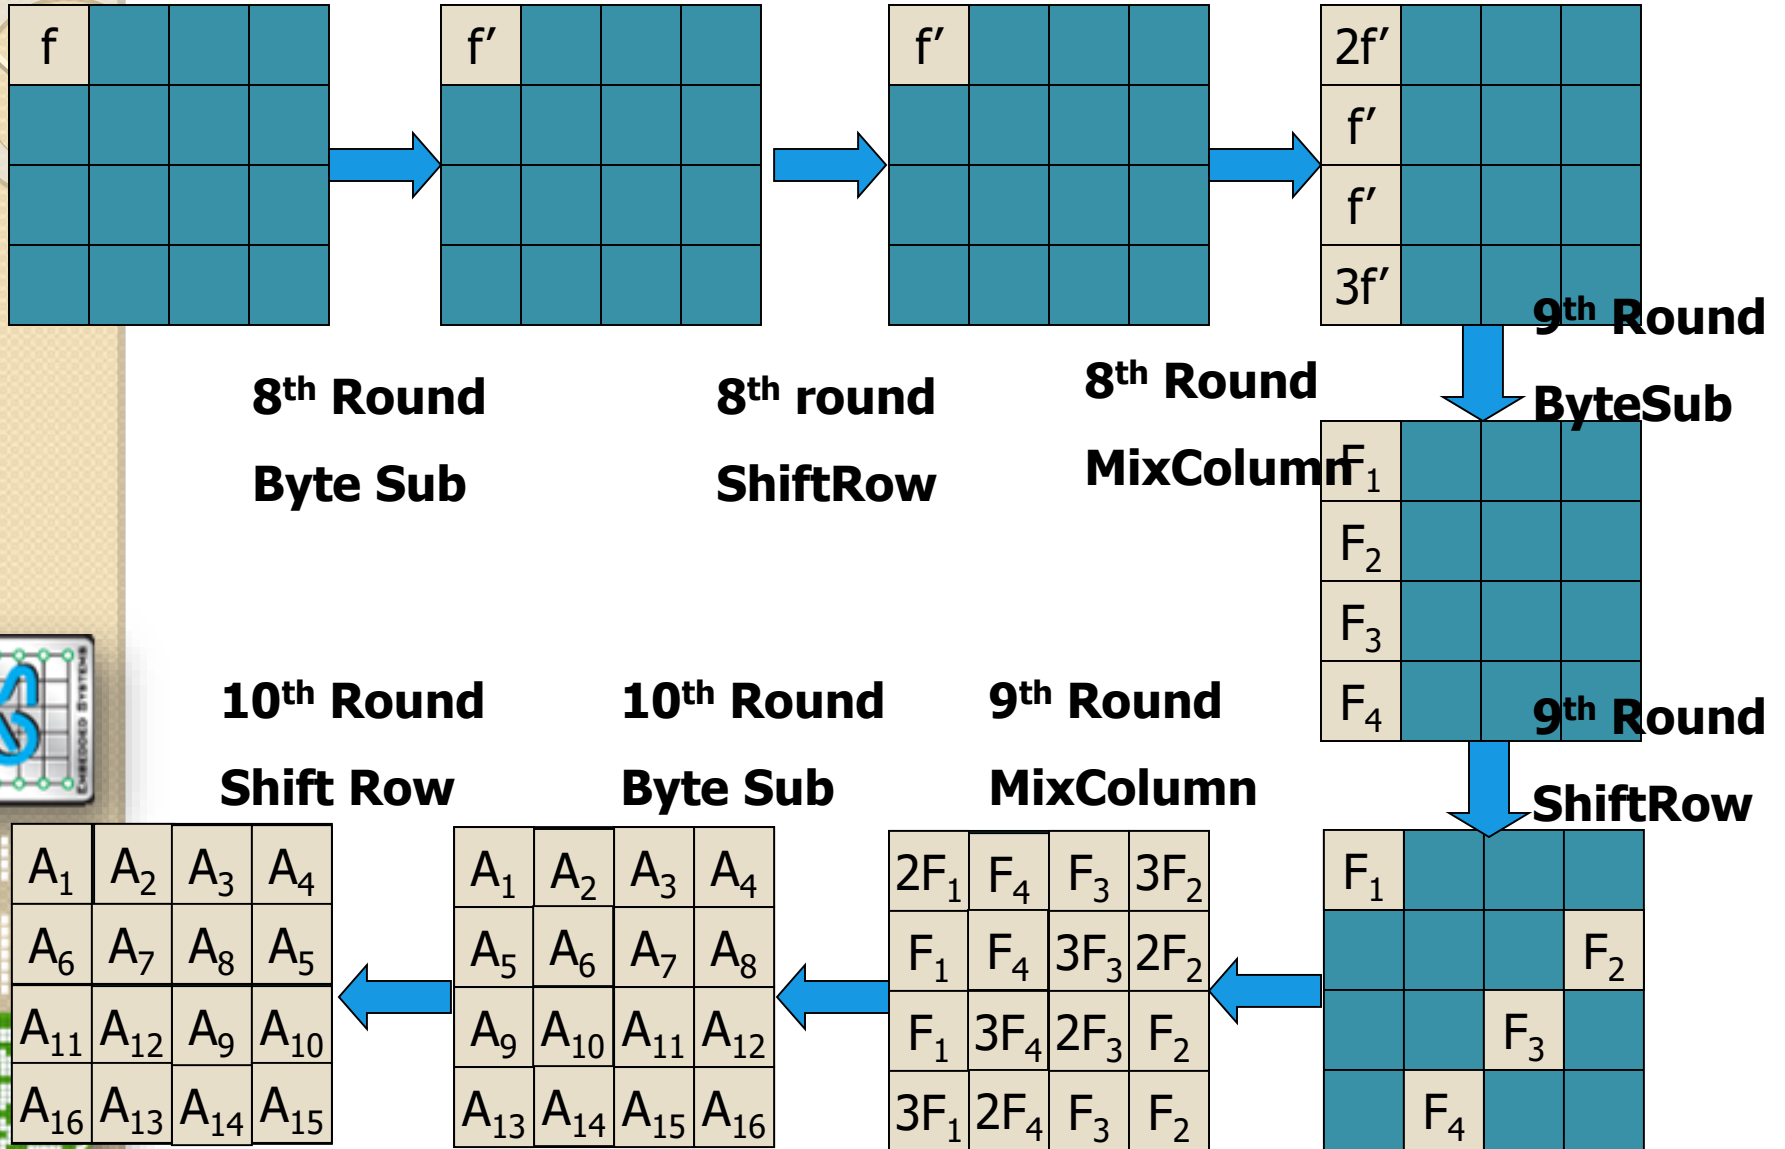 f
f′
f′
2f′
f′
f′
3f′
8th Round
Byte Sub
8th round
ShiftRow
8th Round
MixColumn
9th Round
ByteSub
F1
F2
F3
F4
9th Round
ShiftRow
10th Round
Shift Row
10th Round
Byte Sub
9th Round
MixColumn
A1 A2 A3 A4
A6 A7 A8 A5
A11 A12 A9 A10
A16 A13 A14 A15
A1 A2 A3 A4
A5 A6 A7 A8
A9 A10 A11 A12
A13 A14 A15 A16
2F1 F4 F3 3F2
F1 F4 3F3 2F2
F1 3F4 2F3 F2
3F1 2F4 F3 F2
F1
F2
F3
F4
EMBEDDED SYSTEMS